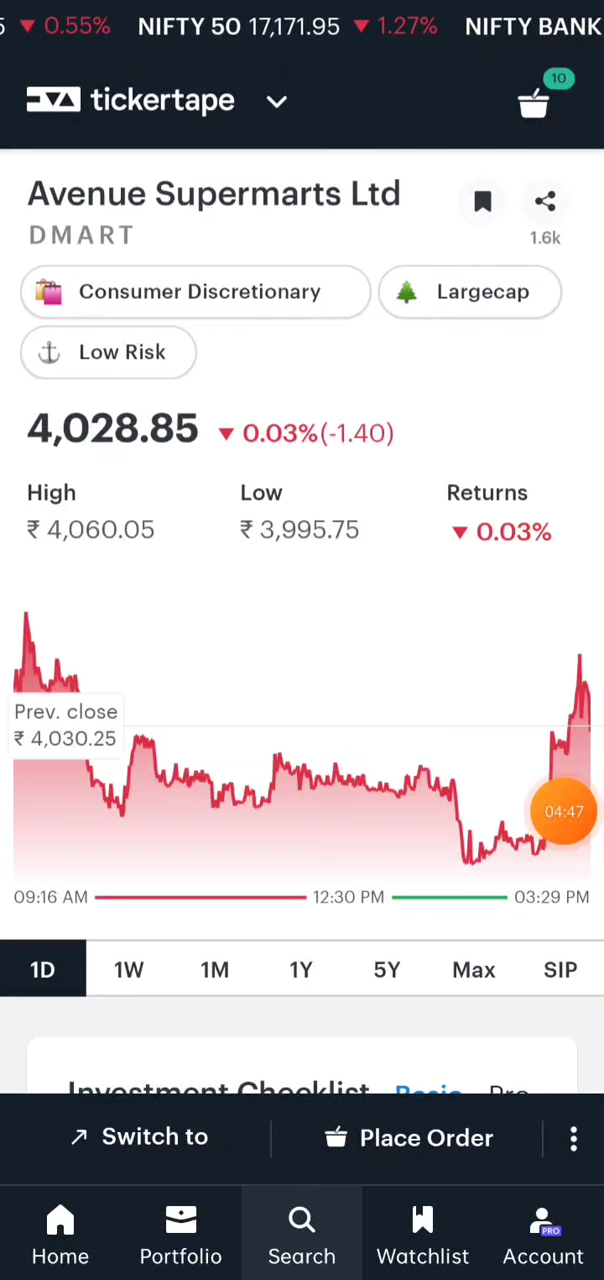 5 ▼ 0.55% NIFTY 50 17,171.95 ▼ 1.27% NIFTY BANK
tickertape
10
Avenue Supermarts Ltd
DMART
1.6k
Consumer Discretionary
Largecap
Low Risk
4,028.85 ▼ 0.03%(-1.40)
High Low Returns
₹ 4,060.05 ₹ 3,995.75 ▼ 0.03%
Prev. close
₹ 4,030.25
04:47
09:16 AM 12:30 PM 03:29 PM
1D 1W 1M 1Y 5Y Max SIP
Investment Checklist Basic Pro
Switch to Place Order
PRO
Home Portfolio Search Watchlist Account